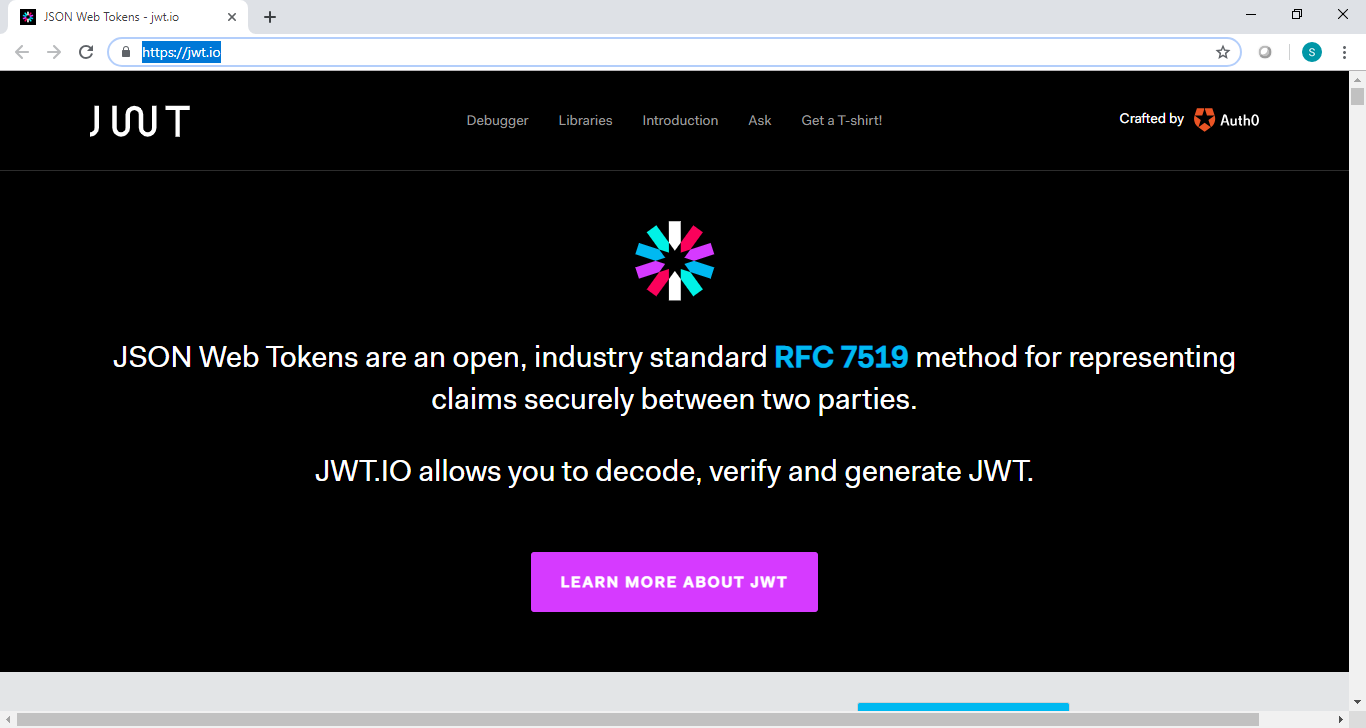 JSON Web Tokens - jwt.io
https://jwt.io
S
JWT
Debugger
Libraries
Introduction
Ask
Get a T-shirt!
Crafted by Auth0
JSON Web Tokens are an open, industry standard RFC 7519 method for representing
claims securely between two parties.
JWT.IO allows you to decode, verify and generate JWT.
LEARN MORE ABOUT JWT